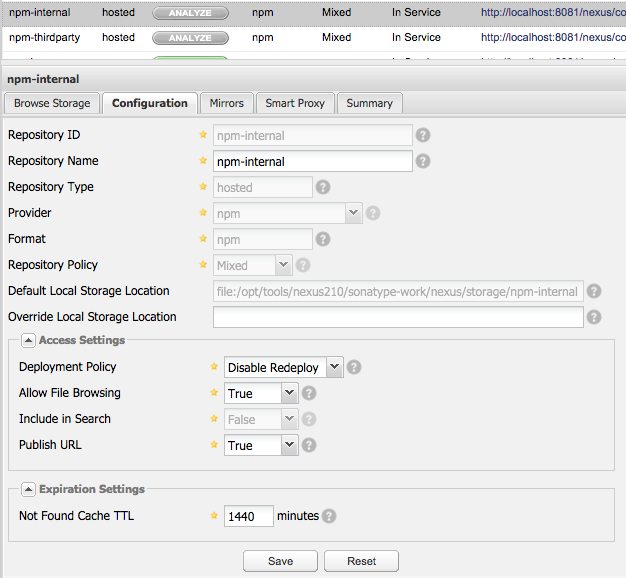 npm-internal hosted ANALYZE npm Mixed In Service http://localhost:8081/nexus/co
npm-thirdparty hosted ANALYZE npm Mixed In Service http://localhost:8081/nexus/co
npm-internal
Browse Storage Configuration Mirrors Smart Proxy Summary
Repository ID npm-internal ?
Repository Name npm-internal ?
Repository Type hosted ?
Provider npm ?
Format npm ?
Repository Policy Mixed ?
Default Local Storage Location file:/opt/tools/nexus210/sonatype-work/nexus/storage/npm-internal ?
Override Local Storage Location ?
Access Settings
Deployment Policy Disable Redeploy ?
Allow File Browsing True ?
Include in Search False ?
Publish URL True ?
Expiration Settings
Not Found Cache TTL 1440 minutes ?
Save Reset